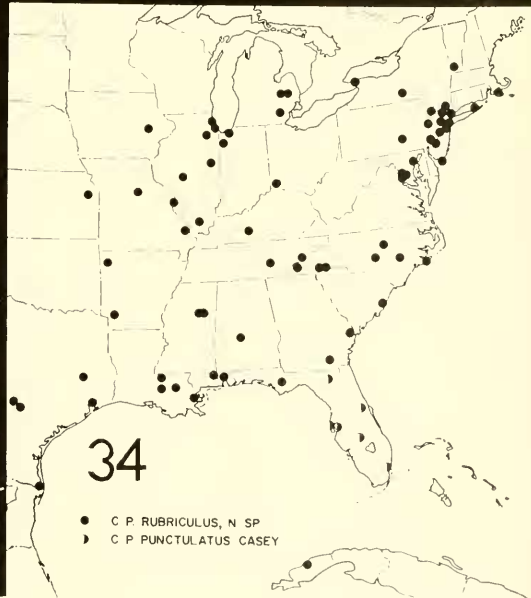 34
C P. RUBRICULUS, N SP
C P PUNCTULATUS CASEY